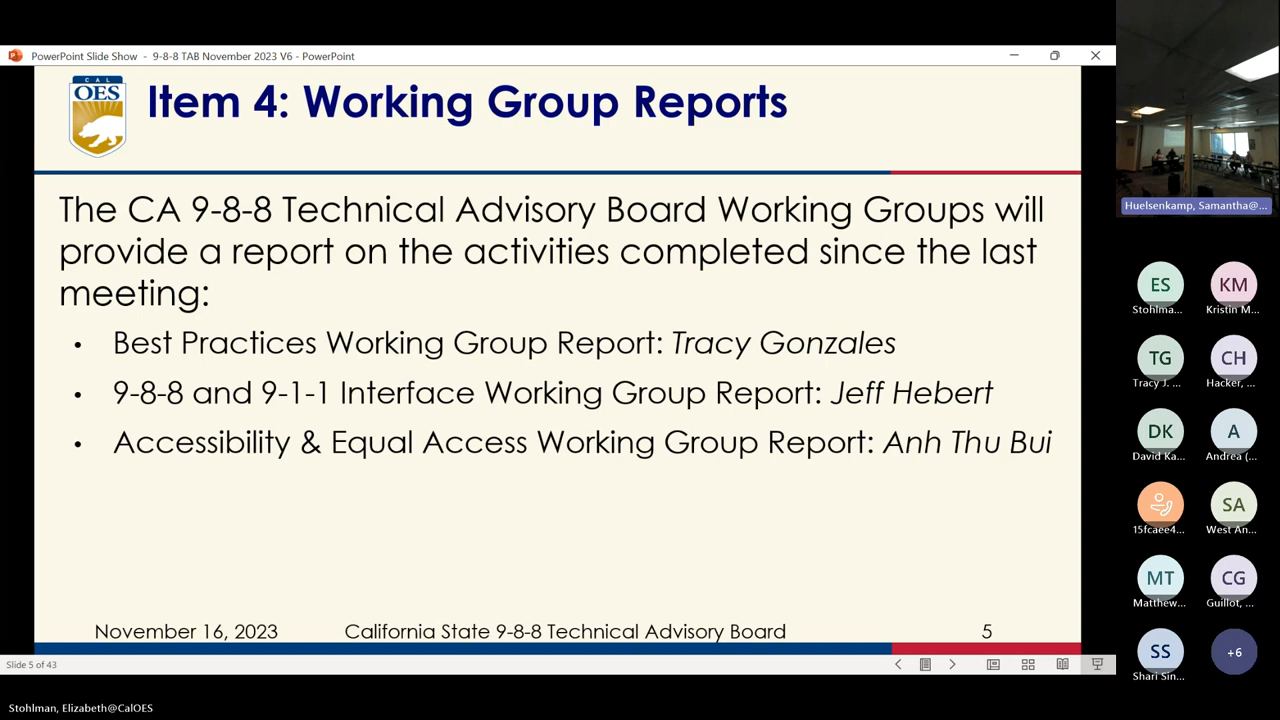 PowerPoint Slide Show - 9-8-8 TAB November 2023 V6 - PowerPoint
CAL
OES
Item 4: Working Group Reports
The CA 9-8-8 Technical Advisory Board Working Groups will
provide a report on the activities completed since the last
meeting:
• Best Practices Working Group Report: Tracy Gonzales
• 9-8-8 and 9-1-1 Interface Working Group Report: Jeff Hebert
• Accessibility & Equal Access Working Group Report: Anh Thu Bui
November 16, 2023 California State 9-8-8 Technical Advisory Board 5
Slide 5 of 43
Stohlman, Elizabeth@CalOES
Huelsenkamp, Samantha@...
ES KM
Stohlma... Kristin M...
TG CH
Tracy J. ... Hacker, ...
DK A
David Ka... Andrea (...
SA
15fcaee4... West An...
MT CG
Matthew... Guillot, ...
SS +6
Shari Sin...